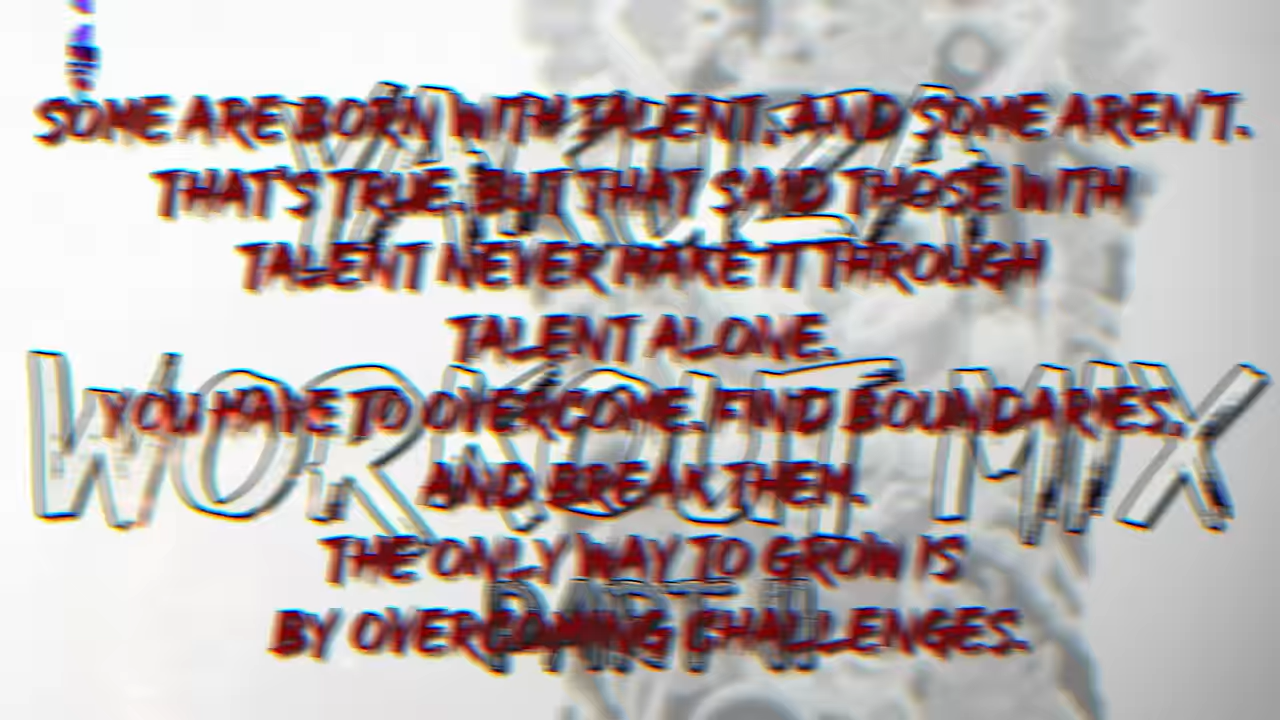 SOME ARE BORN WITH TALENT, AND SOME AREN'T.
YAKUZA
THAT'S TRUE. BUT THAT SAID THOSE WITH
TALENT NEVER MAKE IT THROUGH
TALENT ALONE.
WORKOUT MIX
YOU HAVE TO OVERCOME. FIND BOUNDARIES,
AND BREAK THEM.
THE ONLY WAY TO GROW IS
PART
BY OVERCOMING CHALLENGES.